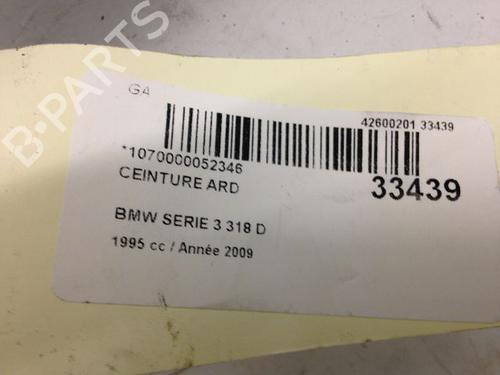 B-PARTS
G4
42600201 33439
*1070000052346
33439
CEINTURE ARD
BMW SERIE 3 318 D
1995 cc / Année 2009